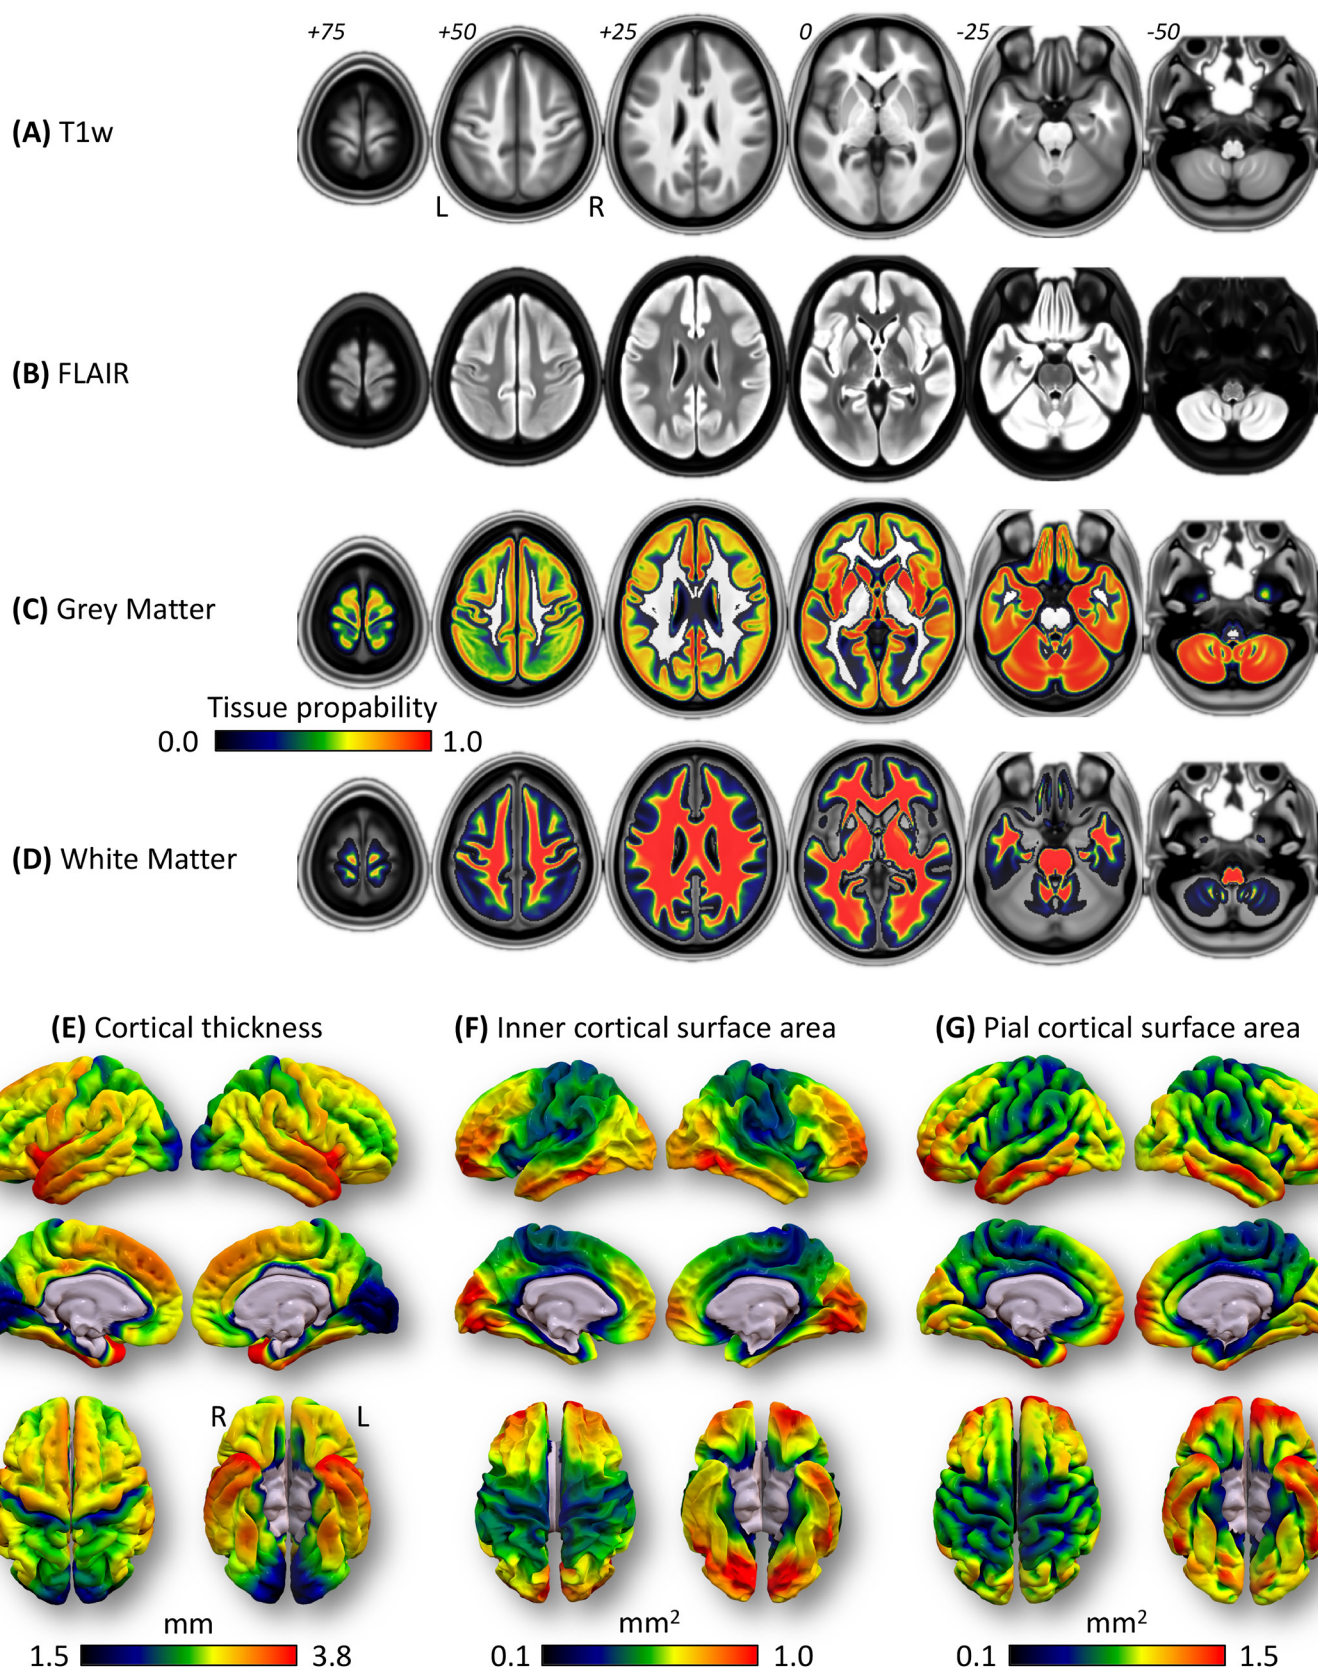 +75 +50 +25 0 -25 -50
(A) T1w
L R
(B) FLAIR
(C) Grey Matter
Tissue propability
0.0 1.0
(D) White Matter
(E) Cortical thickness (F) Inner cortical surface area (G) Pial cortical surface area
R L
mm mm² mm²
1.5 3.8 0.1 1.0 0.1 1.5